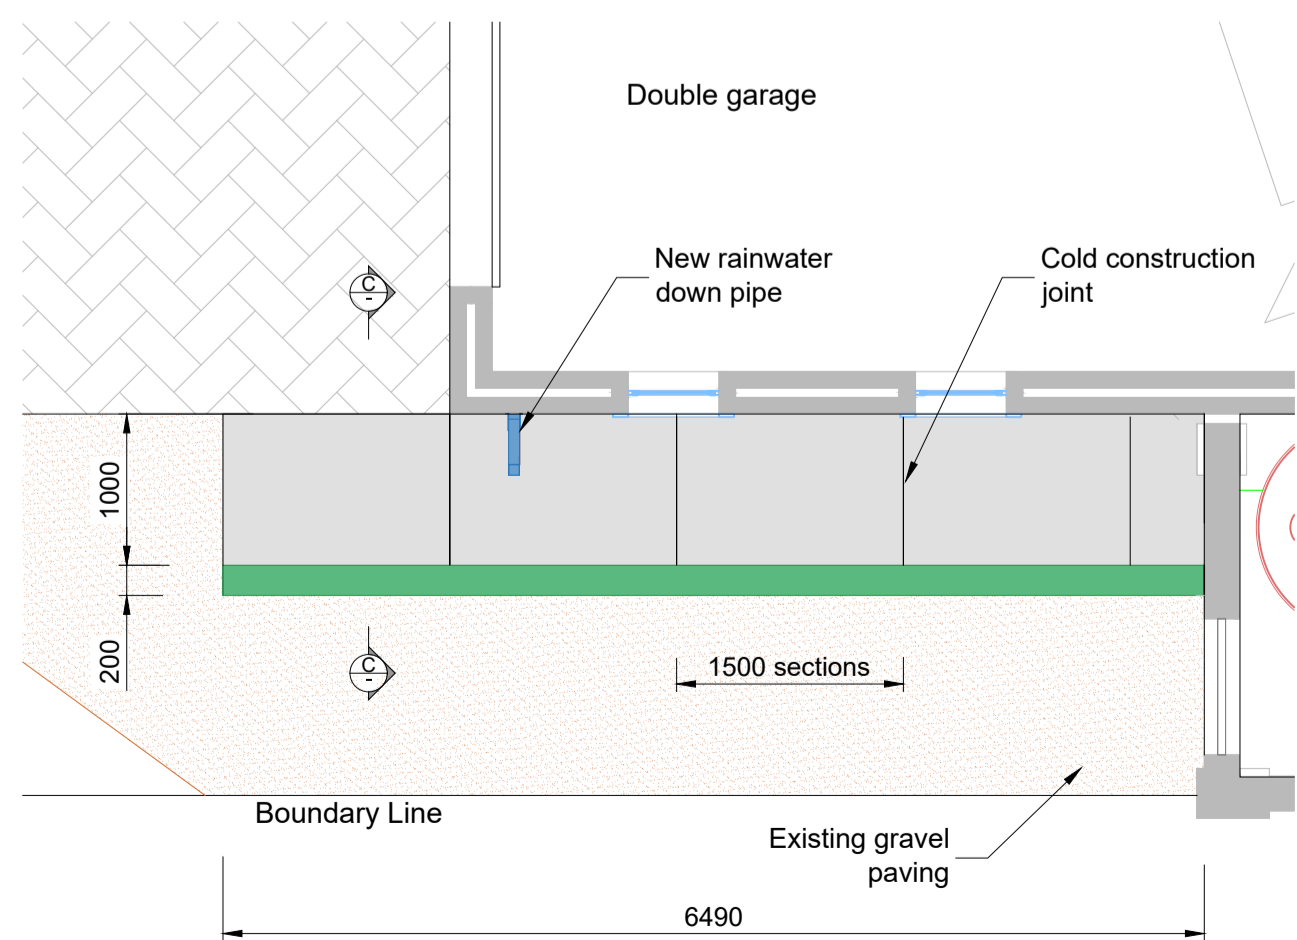 Double garage
New rainwater
down pipe
Cold construction
joint
C
-
1000
200
C
-
1500 sections
Boundary Line
Existing gravel
paving
6490